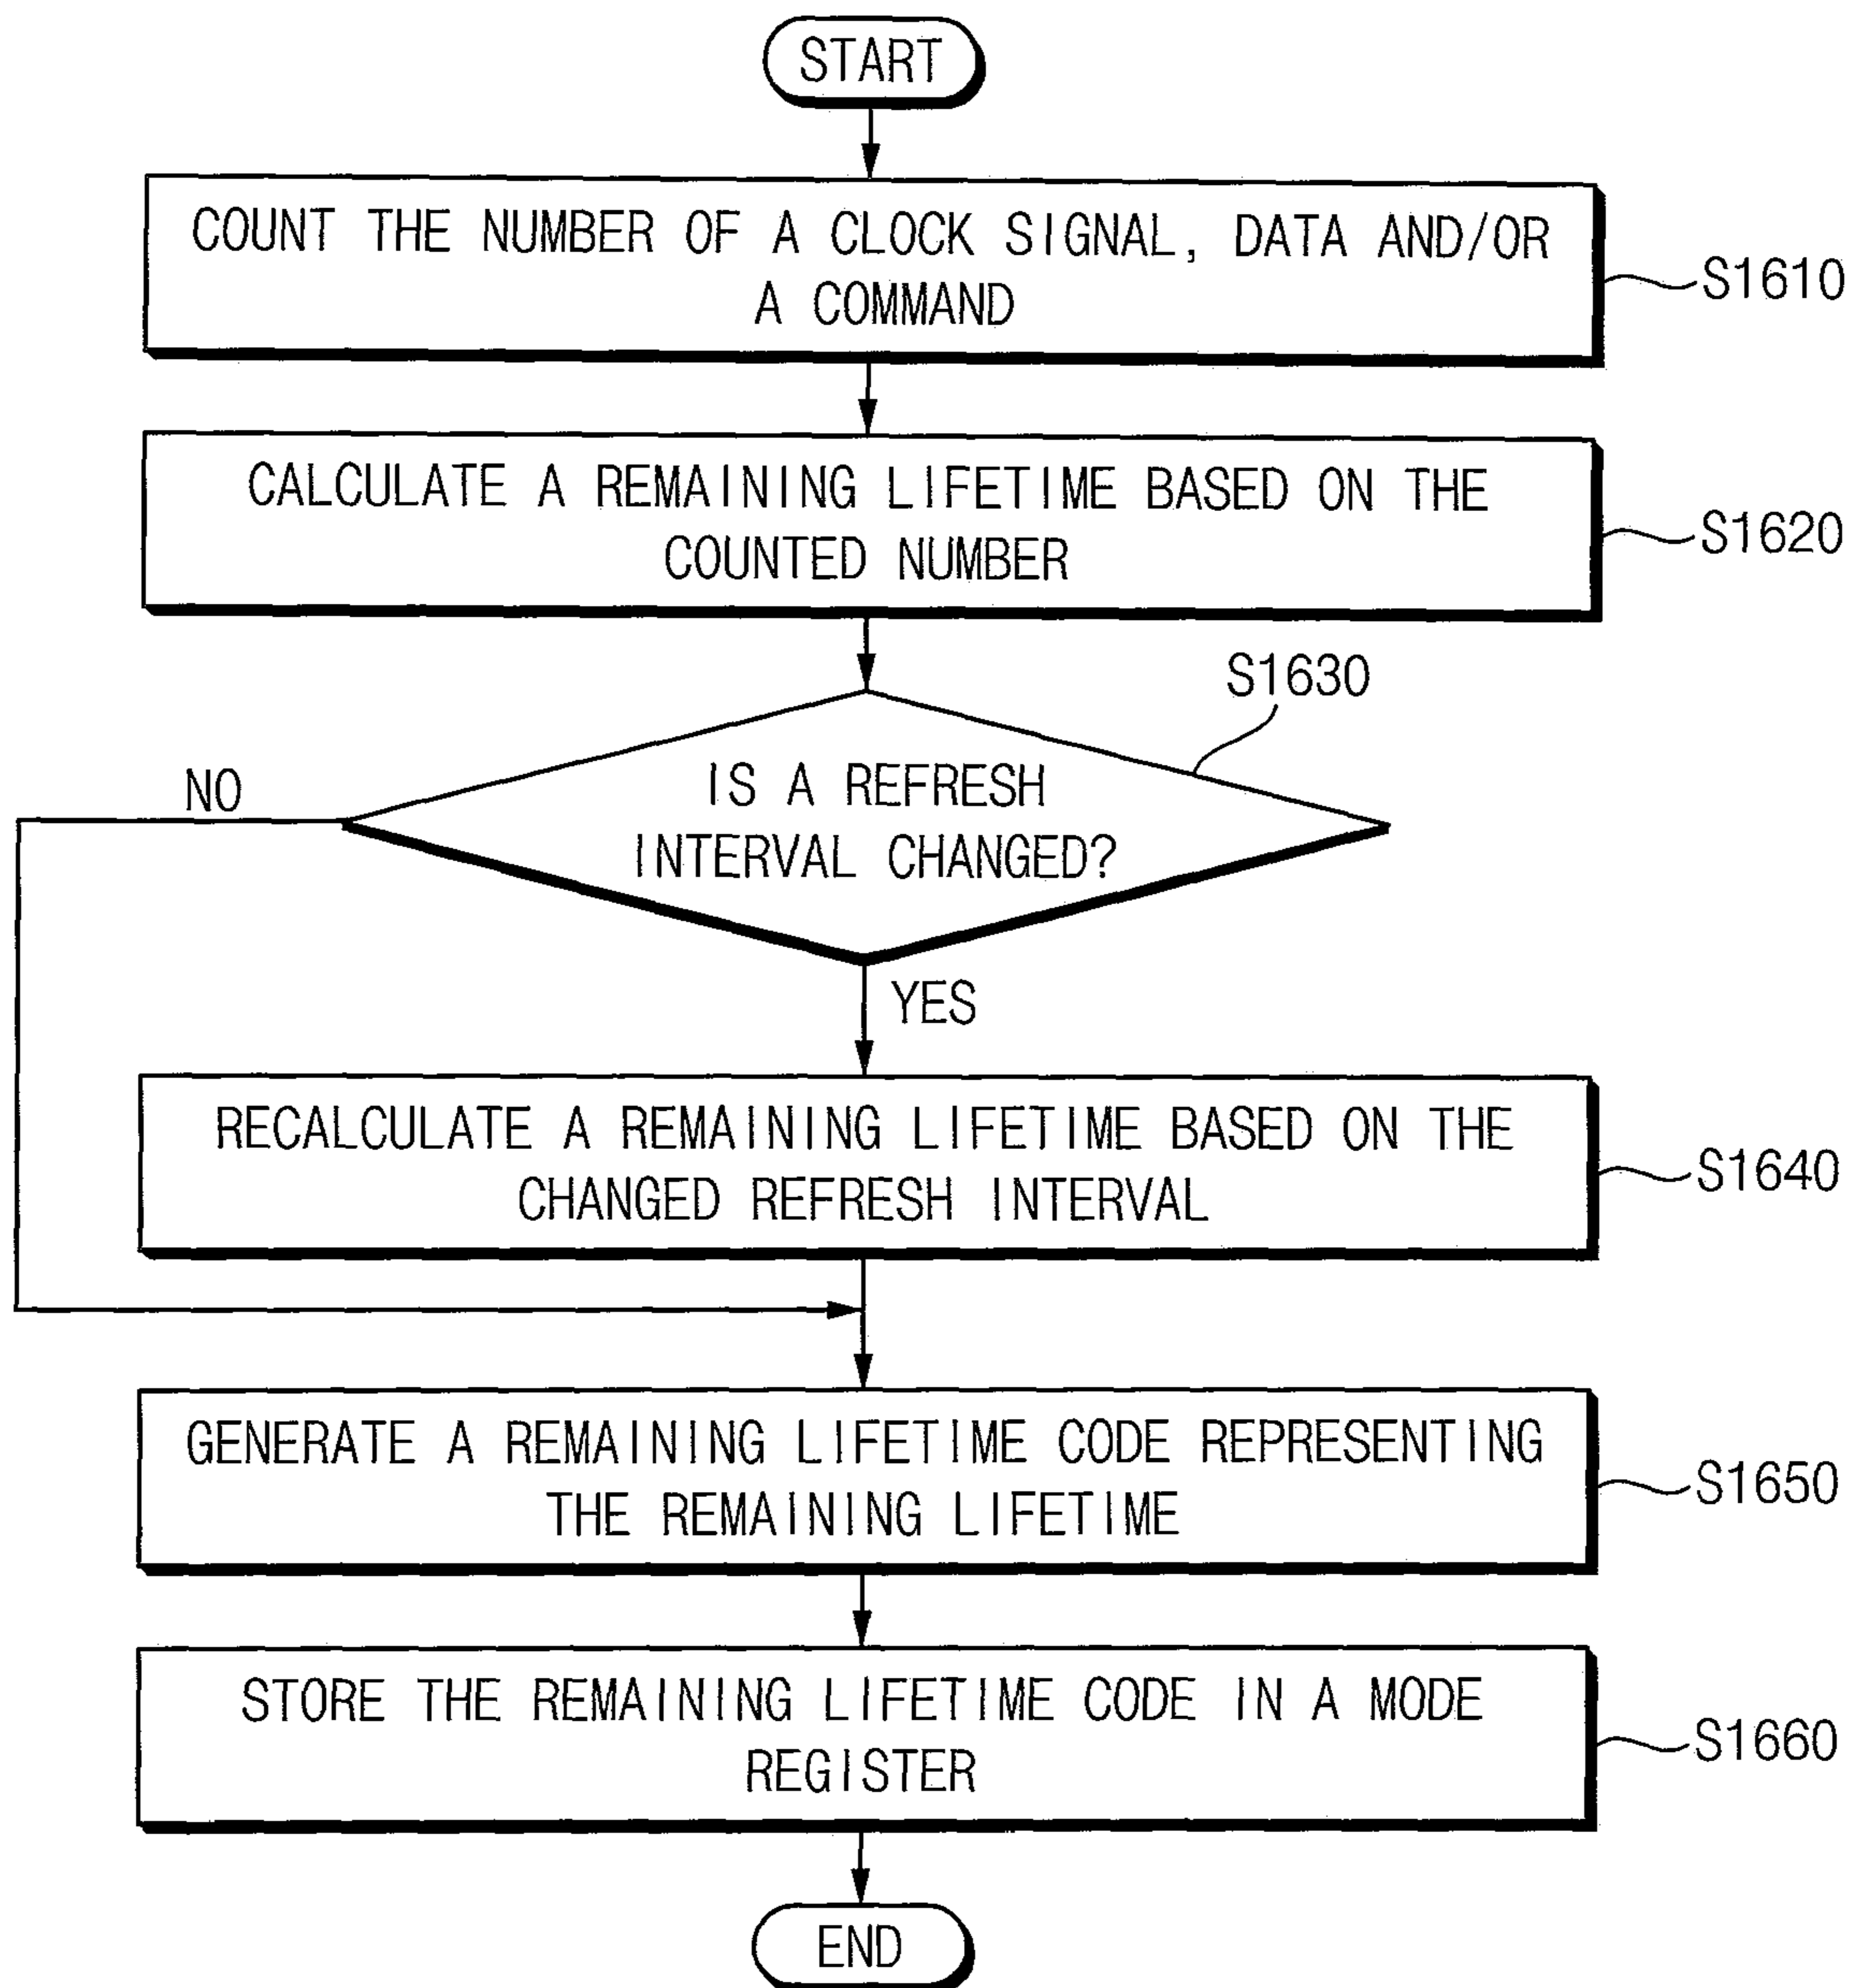 START
COUNT THE NUMBER OF A CLOCK SIGNAL, DATA AND/OR
A COMMAND
S1610
CALCULATE A REMAINING LIFETIME BASED ON THE
COUNTED NUMBER
S1620
S1630
NO
IS A REFRESH
INTERVAL CHANGED?
YES
RECALCULATE A REMAINING LIFETIME BASED ON THE
CHANGED REFRESH INTERVAL
S1640
GENERATE A REMAINING LIFETIME CODE REPRESENTING
THE REMAINING LIFETIME
S1650
STORE THE REMAINING LIFETIME CODE IN A MODE
REGISTER
S1660
END